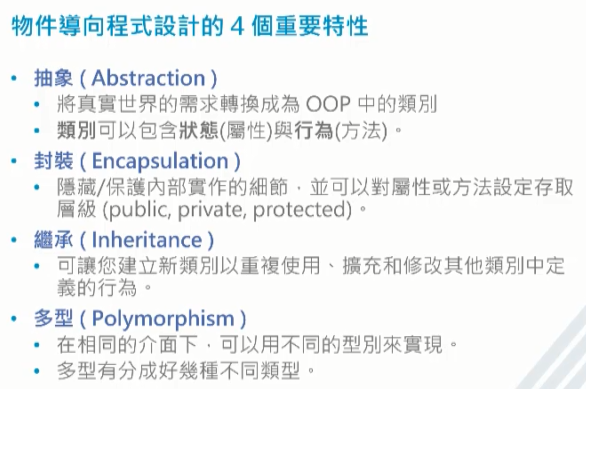 物件導向程式設計的 4 個重要特性
• 抽象 ( Abstraction )
• 將真實世界的需求轉換成為 OOP 中的類別
• 類別可以包含狀態(屬性)與行為(方法)。
• 封裝 ( Encapsulation )
• 隱藏/保護內部實作的細節，並可以對屬性或方法設定存取
層級 (public, private, protected)。
• 繼承 ( Inheritance )
• 可讓您建立新類別以重複使用、擴充和修改其他類別中定
義的行為。
• 多型 ( Polymorphism )
• 在相同的介面下，可以用不同的型別來實現。
• 多型有分成好幾種不同類型。